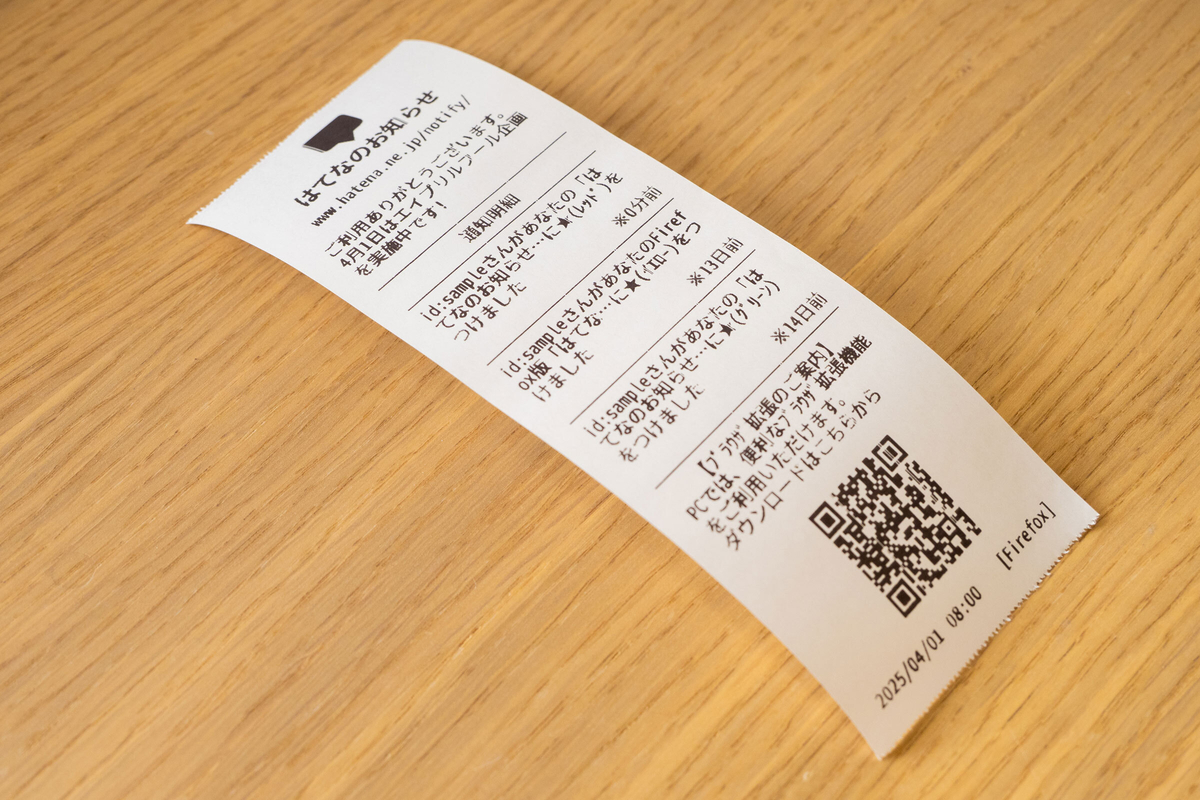 はてなのお知らせ
www.hatena.ne.jp/notify/
ご利用ありがとうございます。
4月1日はエイプリルフール企画
を実施中です!
通知明細
id:sampleさんがあなたの「は
てなのお知らせ…に★(ﾚｯﾄﾞ)を
つけました
※0分前
id:sampleさんがあなたのFiref
ox版「はてな…に★(ｲｴﾛｰ)をつ
けました
※13日前
id:sampleさんがあなたの「は
てなのお知らせ…に★(ｸﾞﾘｰﾝ)
をつけました
※14日前
【ﾌﾞﾗｳｻﾞ拡張のご案内】
PCでは、便利なﾌﾞﾗｳｻﾞ拡張機能
をご利用いただけます。
ダウンロードはこちらから
[Firefox]
2025/04/01 08:00